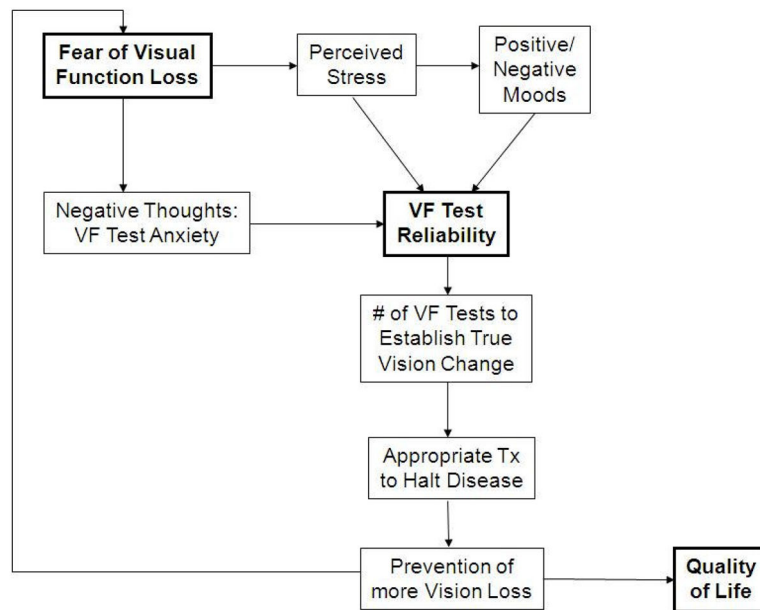 Fear of Visual
Function Loss
Perceived
Stress
Positive/
Negative
Moods
Negative Thoughts:
VF Test Anxiety
VF Test
Reliability
# of VF Tests to
Establish True
Vision Change
Appropriate Tx
to Halt Disease
Prevention of
more Vision Loss
Quality
of Life